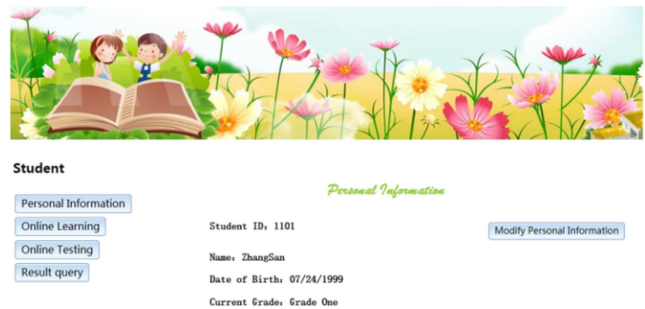 Student
Personal Information
Personal Information
Online Learning
Online Testing
Result query
Student ID: 1101
Modify Personal Information
Name: ZhangSan
Date of Birth: 07/24/1999
Current Grade: Grade One